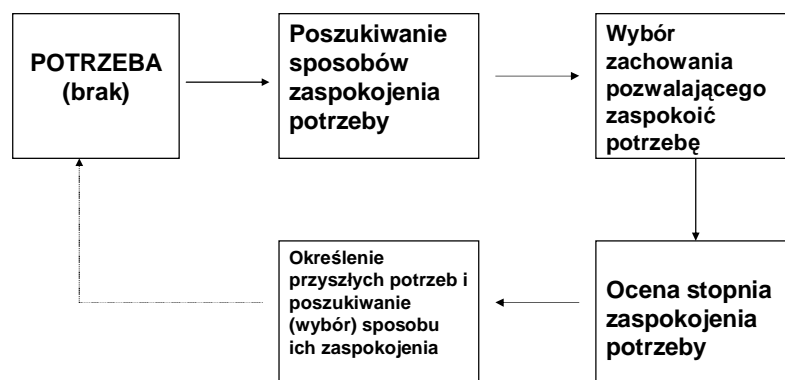 POTRZEBA
(brak)
Poszukiwanie
sposobów
zaspokojenia
potrzeby
Wybór
zachowania
pozwalającego
zaspokoić
potrzebę
Ocena stopnia
zaspokojenia
potrzeby
Określenie
przyszłych potrzeb i
poszukiwanie
(wybór) sposobu
ich zaspokojenia